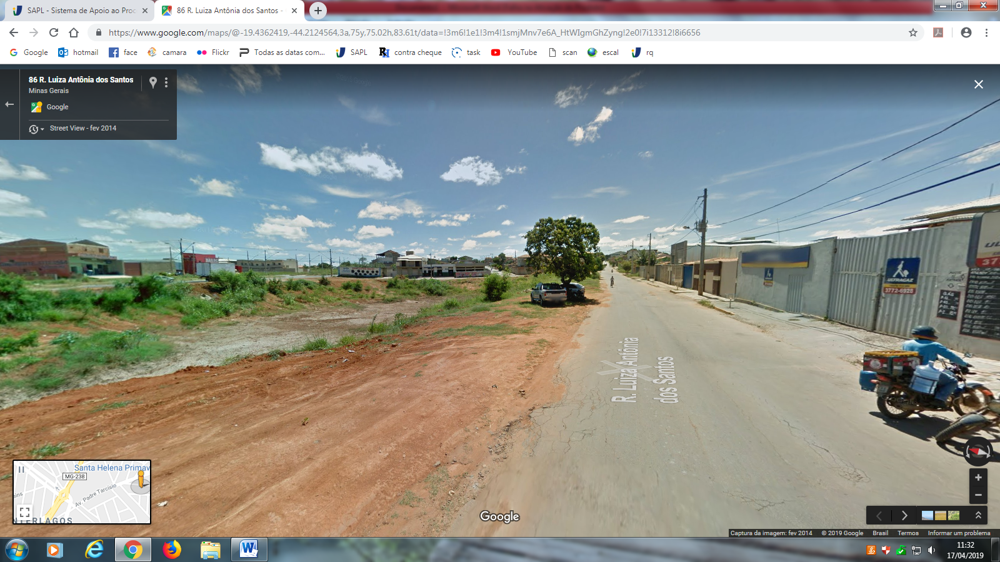 SAPL - Sistema de Apoio ao Proc
86 R. Luiza Antônia dos Santos -
https://www.google.com/maps/@-19.4362419,-44.2124564,3a,75y,75.02h,83.61t/data=!3m6!1e1!3m4!1smjMnv7e6A_HtWIgmGhZyng!2e0!7i13312!8i6656
Google hotmail face camara Flickr Todas as datas com... SAPL contra cheque task YouTube scan escal rq
86 R. Luiza Antônia dos Santos
Minas Gerais
Google
Street View - fev 2014
ULTRAGAZ
3772-6928
GÁS
R. Luiza Antônia
dos Santos
Santa Helena Primav
MG-238
Av. Padre Tarcísio
NTERLAGOS
Google
Captura da imagem: fev 2014 © 2019 Google Brasil Termos Informar um problema
11:32
17/04/2019